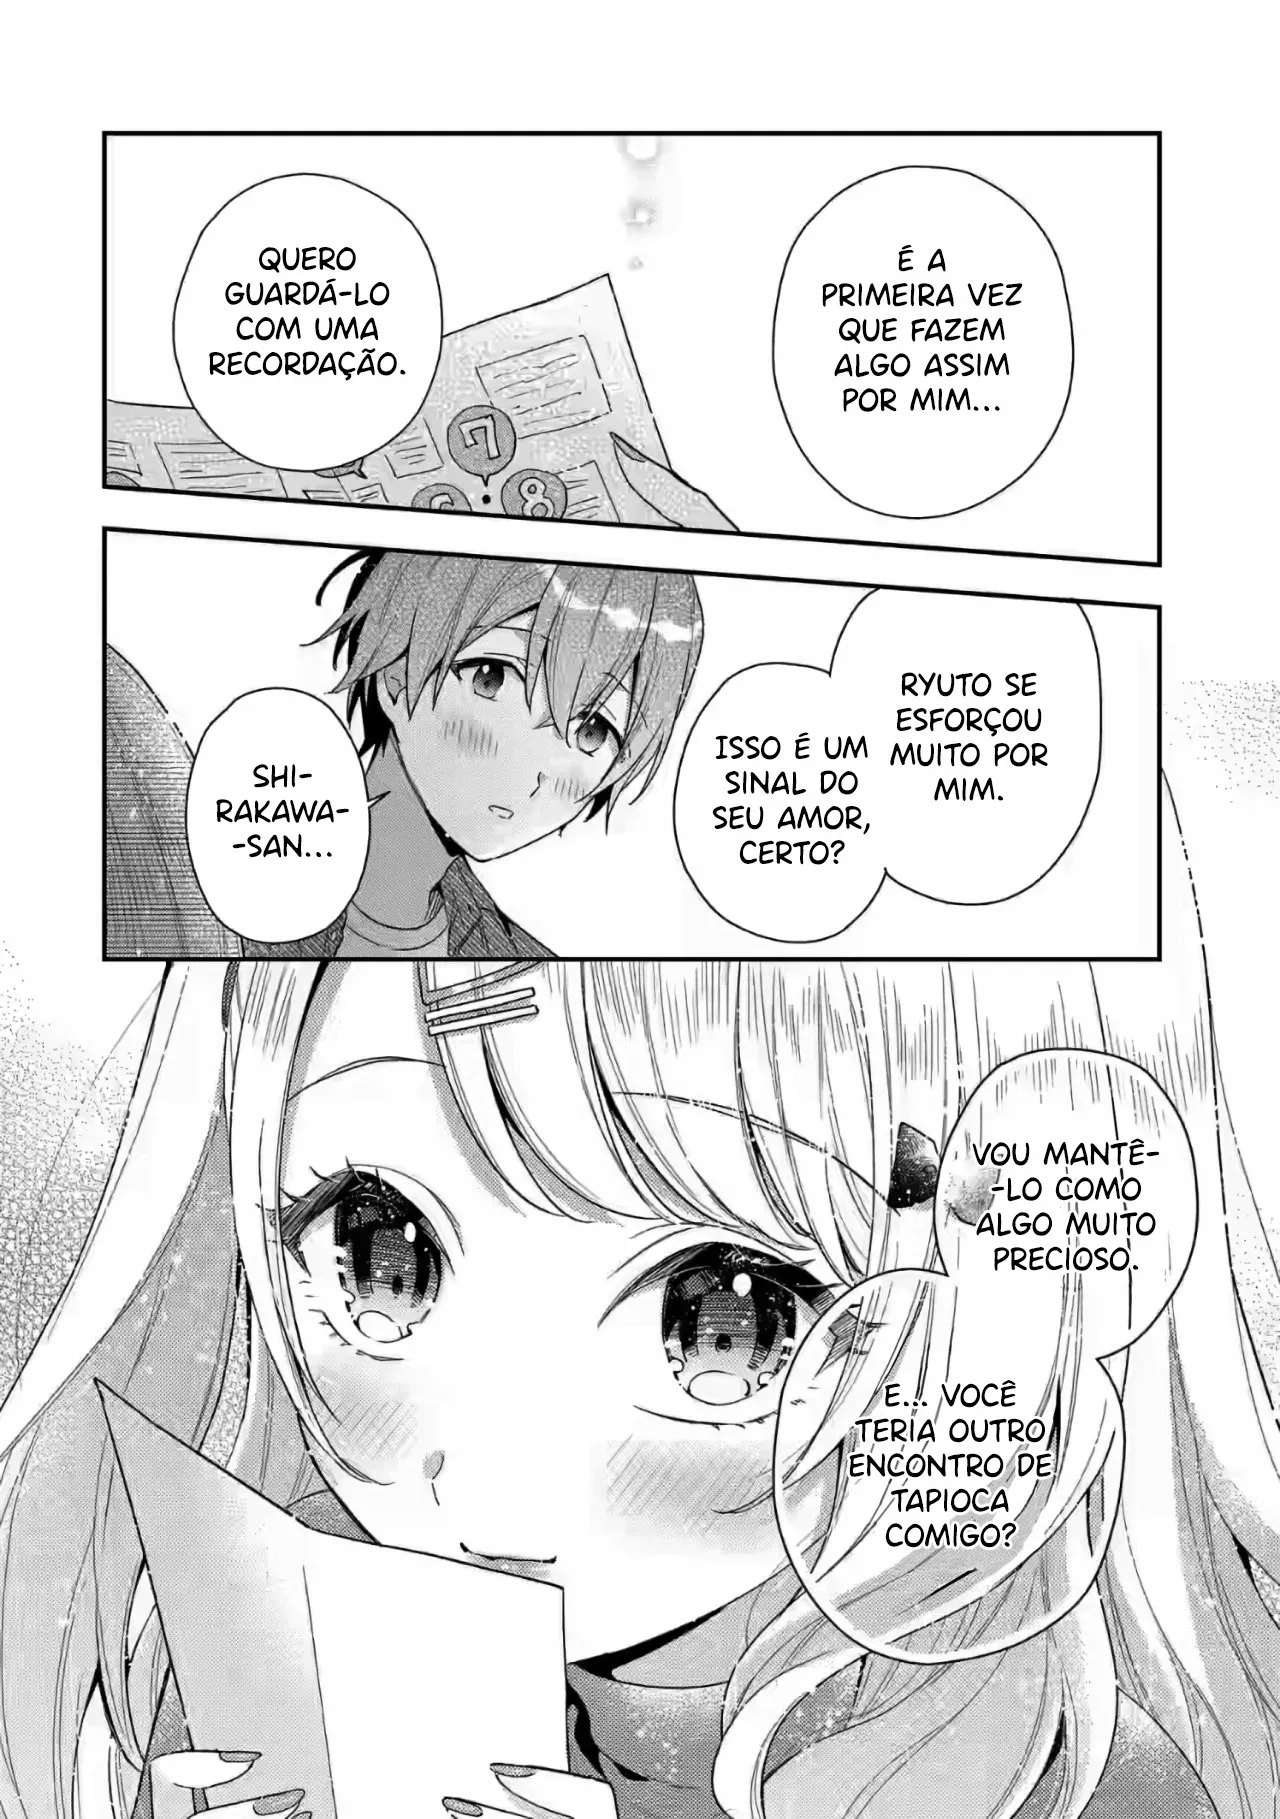 É A
PRIMEIRA VEZ
QUE FAZEM
ALGO ASSIM
POR MIM...
QUERO
GUARDÁ-LO
COM UMA
RECORDAÇÃO.
7
8
RYUTO SE
ESFORÇOU
MUITO POR
MIM.
ISSO É UM
SINAL DO
SEU AMOR,
CERTO?
SHI-
RAKAWA-
-SAN...
VOU MANTÊ-
-LO COMO
ALGO MUITO
PRECIOSO.
E... VOCÊ
TERIA OUTRO
ENCONTRO DE
TAPIOCA
COMIGO?